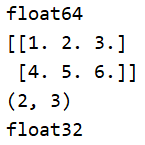 float64
[[1. 2. 3.]
 [4. 5. 6.]]
(2, 3)
float32